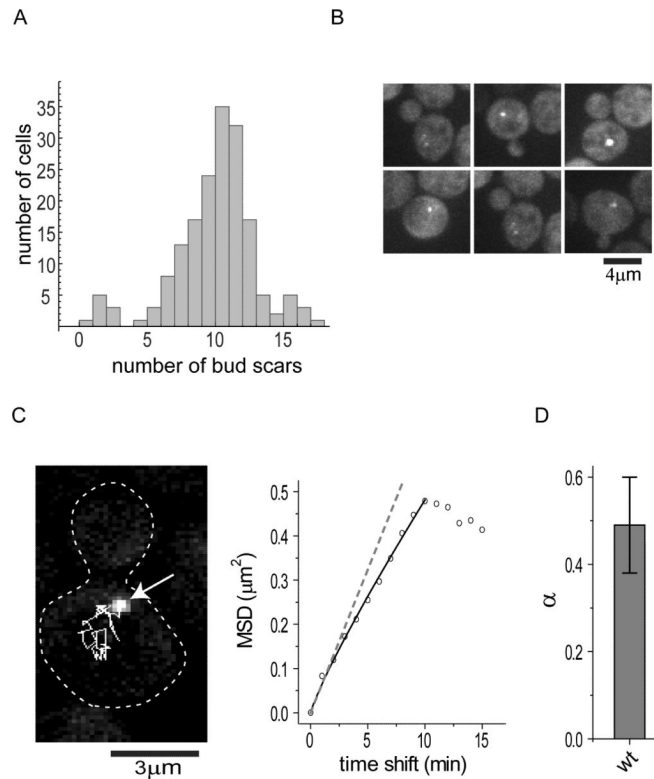 A
B
number of cells
35
30
25
20
15
10
5
0
5
10
15
number of bud scars
4μm
C
D
3μm
MSD (μm²)
0.5
0.4
0.3
0.2
0.1
0.0
0
5
10
15
time shift (min)
α
0.6
0.4
0.2
0.0
wt